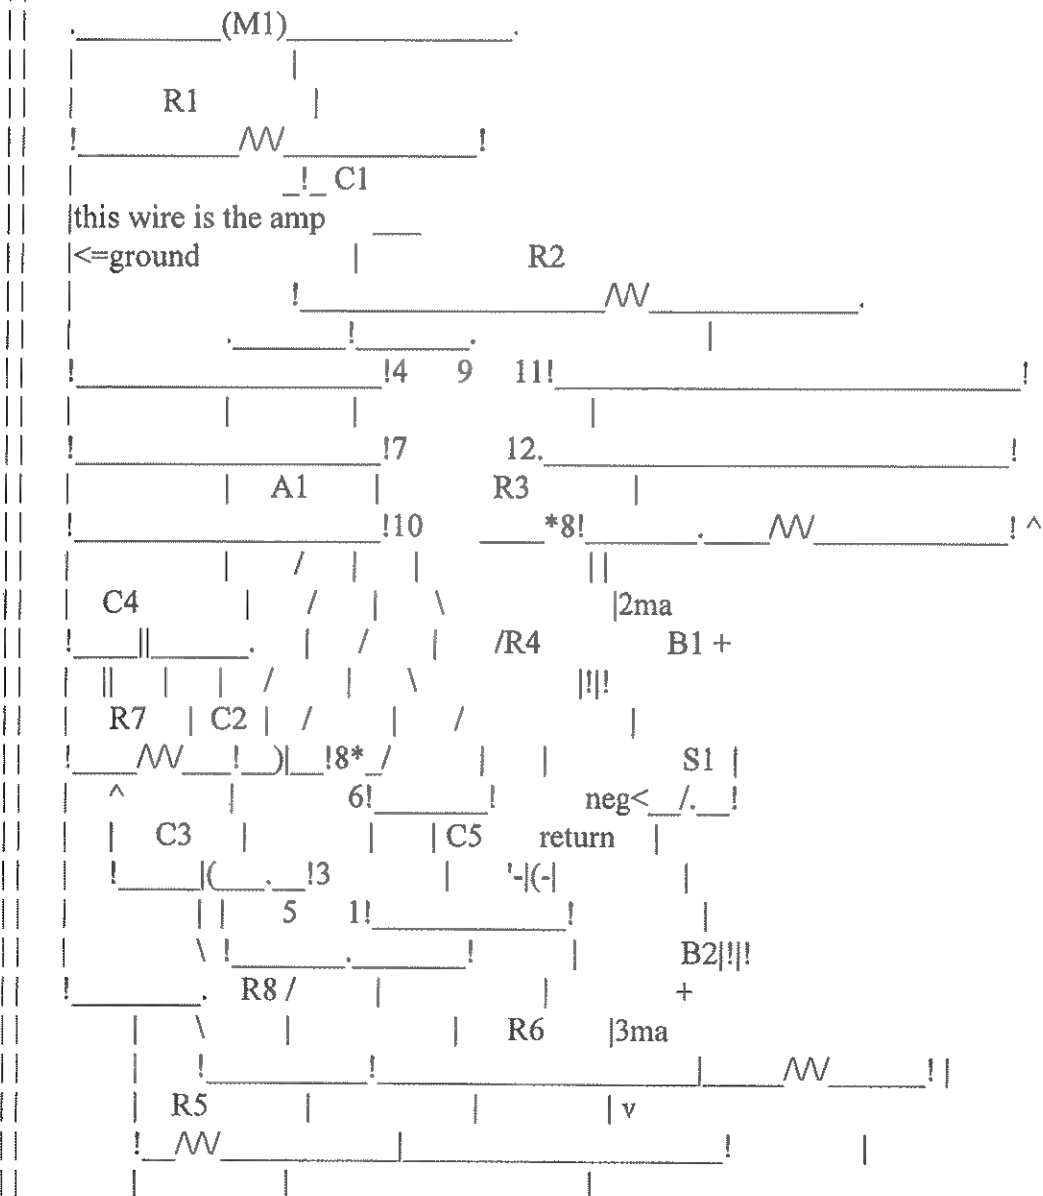 (M1)
R1
C1
this wire is the amp
<=ground R2
!4 9 11!
!7 12.
A1 R3
!10 *8! ^
C4 |2ma
/R4 B1 +
R7 C2
!8* S1
^ 6! neg<
C3 C5 return
!3
5 1!
B2
R8 +
R6 |3ma
R5 v